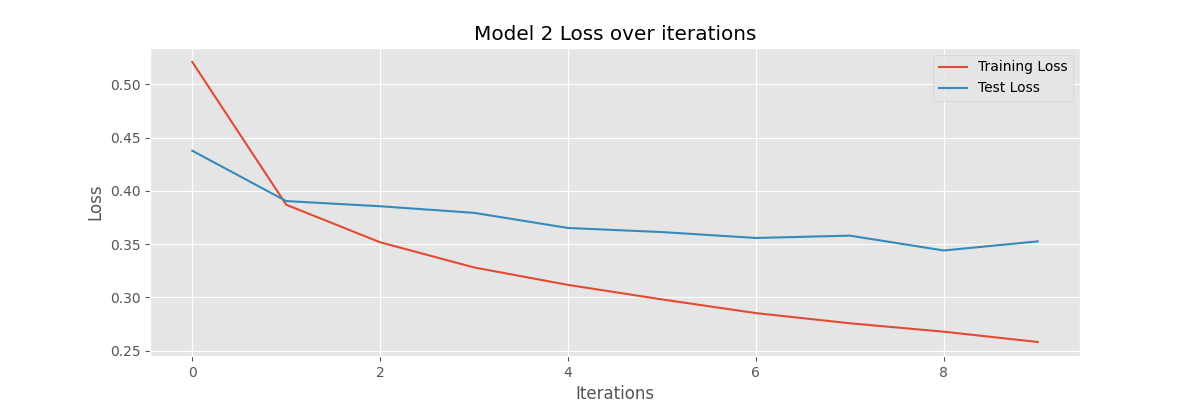 Model 2 Loss over iterations
Training Loss
Test Loss
0.50
0.45
0.40
0.35
0.30
0.25
Loss
0 2 4 6 8
Iterations